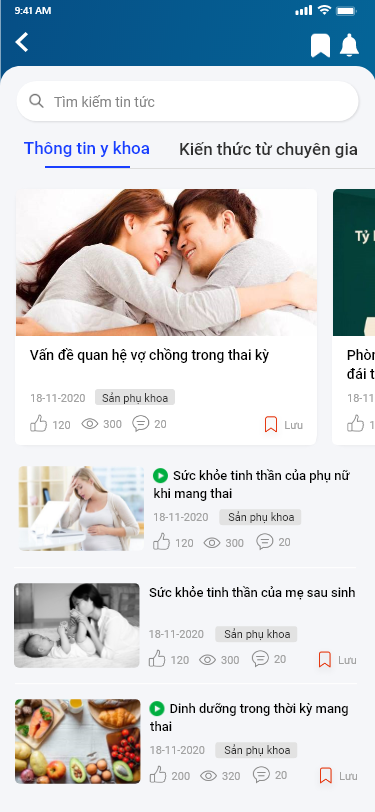 9:41 AM
Tìm kiếm tin tức
Thông tin y khoa
Kiến thức từ chuyên gia
Vấn đề quan hệ vợ chồng trong thai kỳ
18-11-2020 Sản phụ khoa
120 300 20 Lưu
Tỷ
Phòn
đái t
18-11
1
Sức khỏe tinh thần của phụ nữ
khi mang thai
18-11-2020 Sản phụ khoa
120 300 20
Sức khỏe tinh thần của mẹ sau sinh
18-11-2020 Sản phụ khoa
120 300 20 Lưu
Dinh dưỡng trong thời kỳ mang
thai
18-11-2020 Sản phụ khoa
200 320 20 Lưu